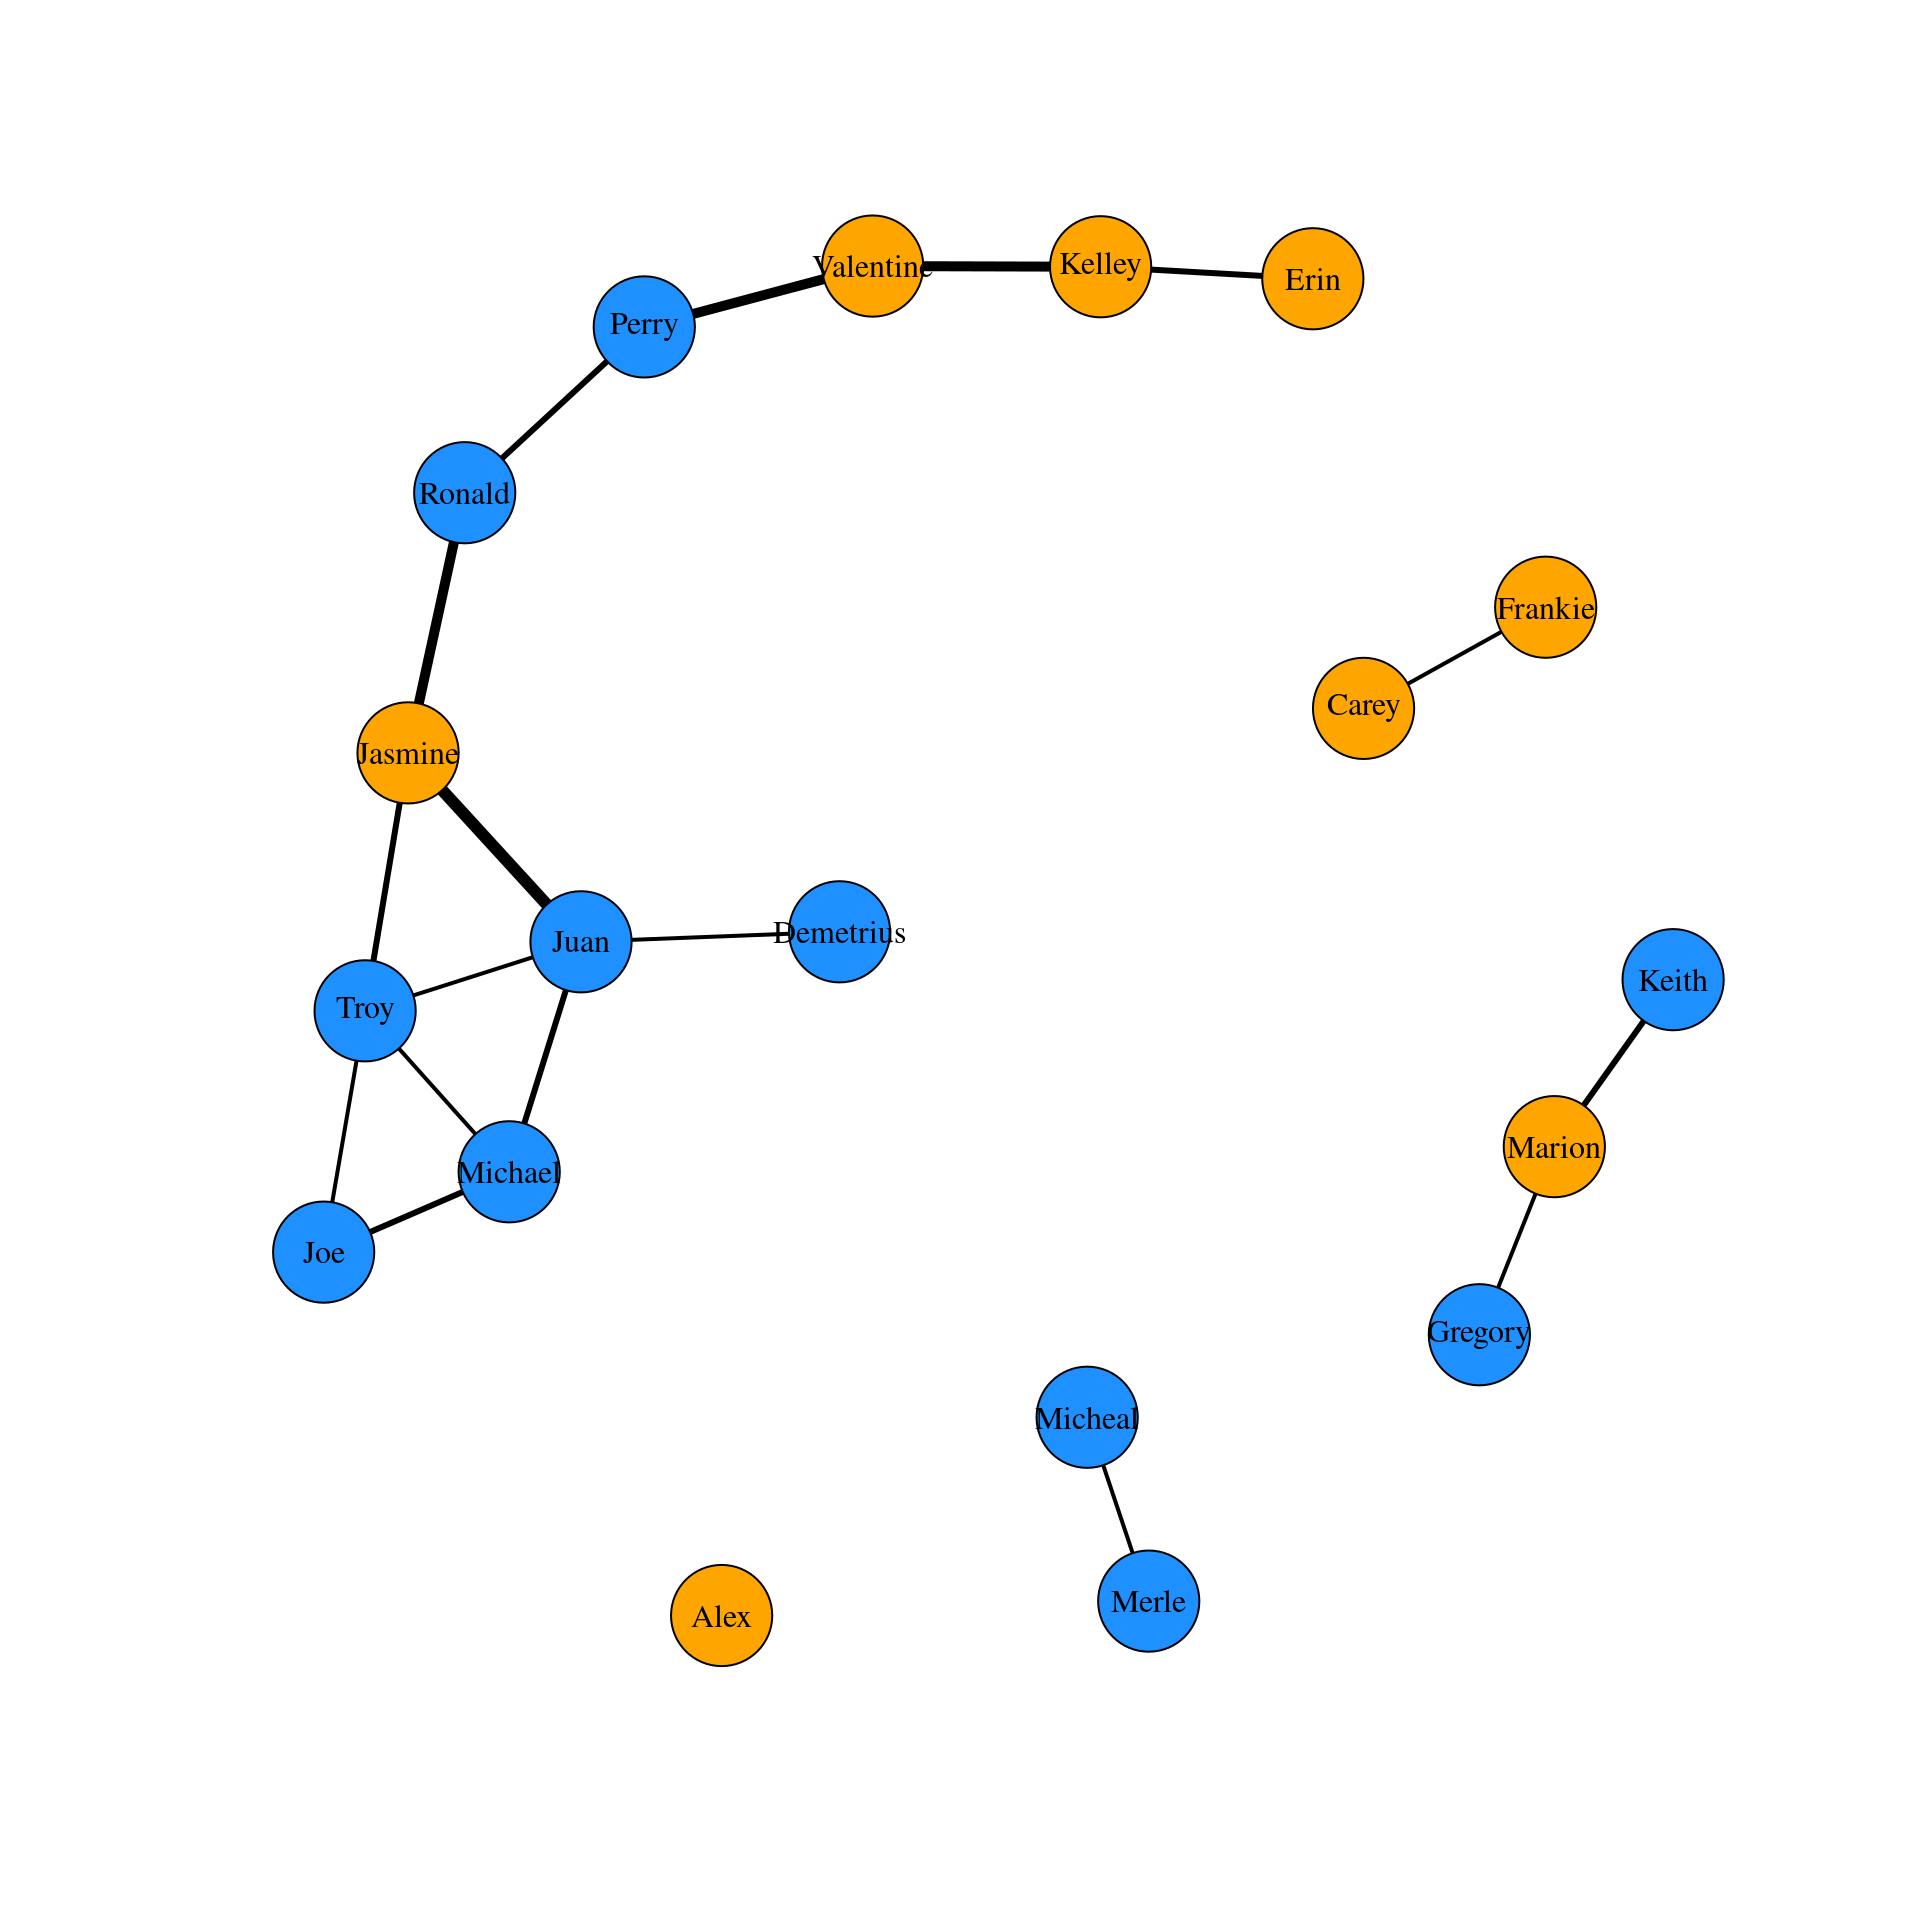 Valentine
Kelley
Erin
Perry
Ronald
Frankie
Carey
Jasmine
Juan
Demetrius
Keith
Troy
Marion
Michael
Joe
Gregory
Micheal
Merle
Alex